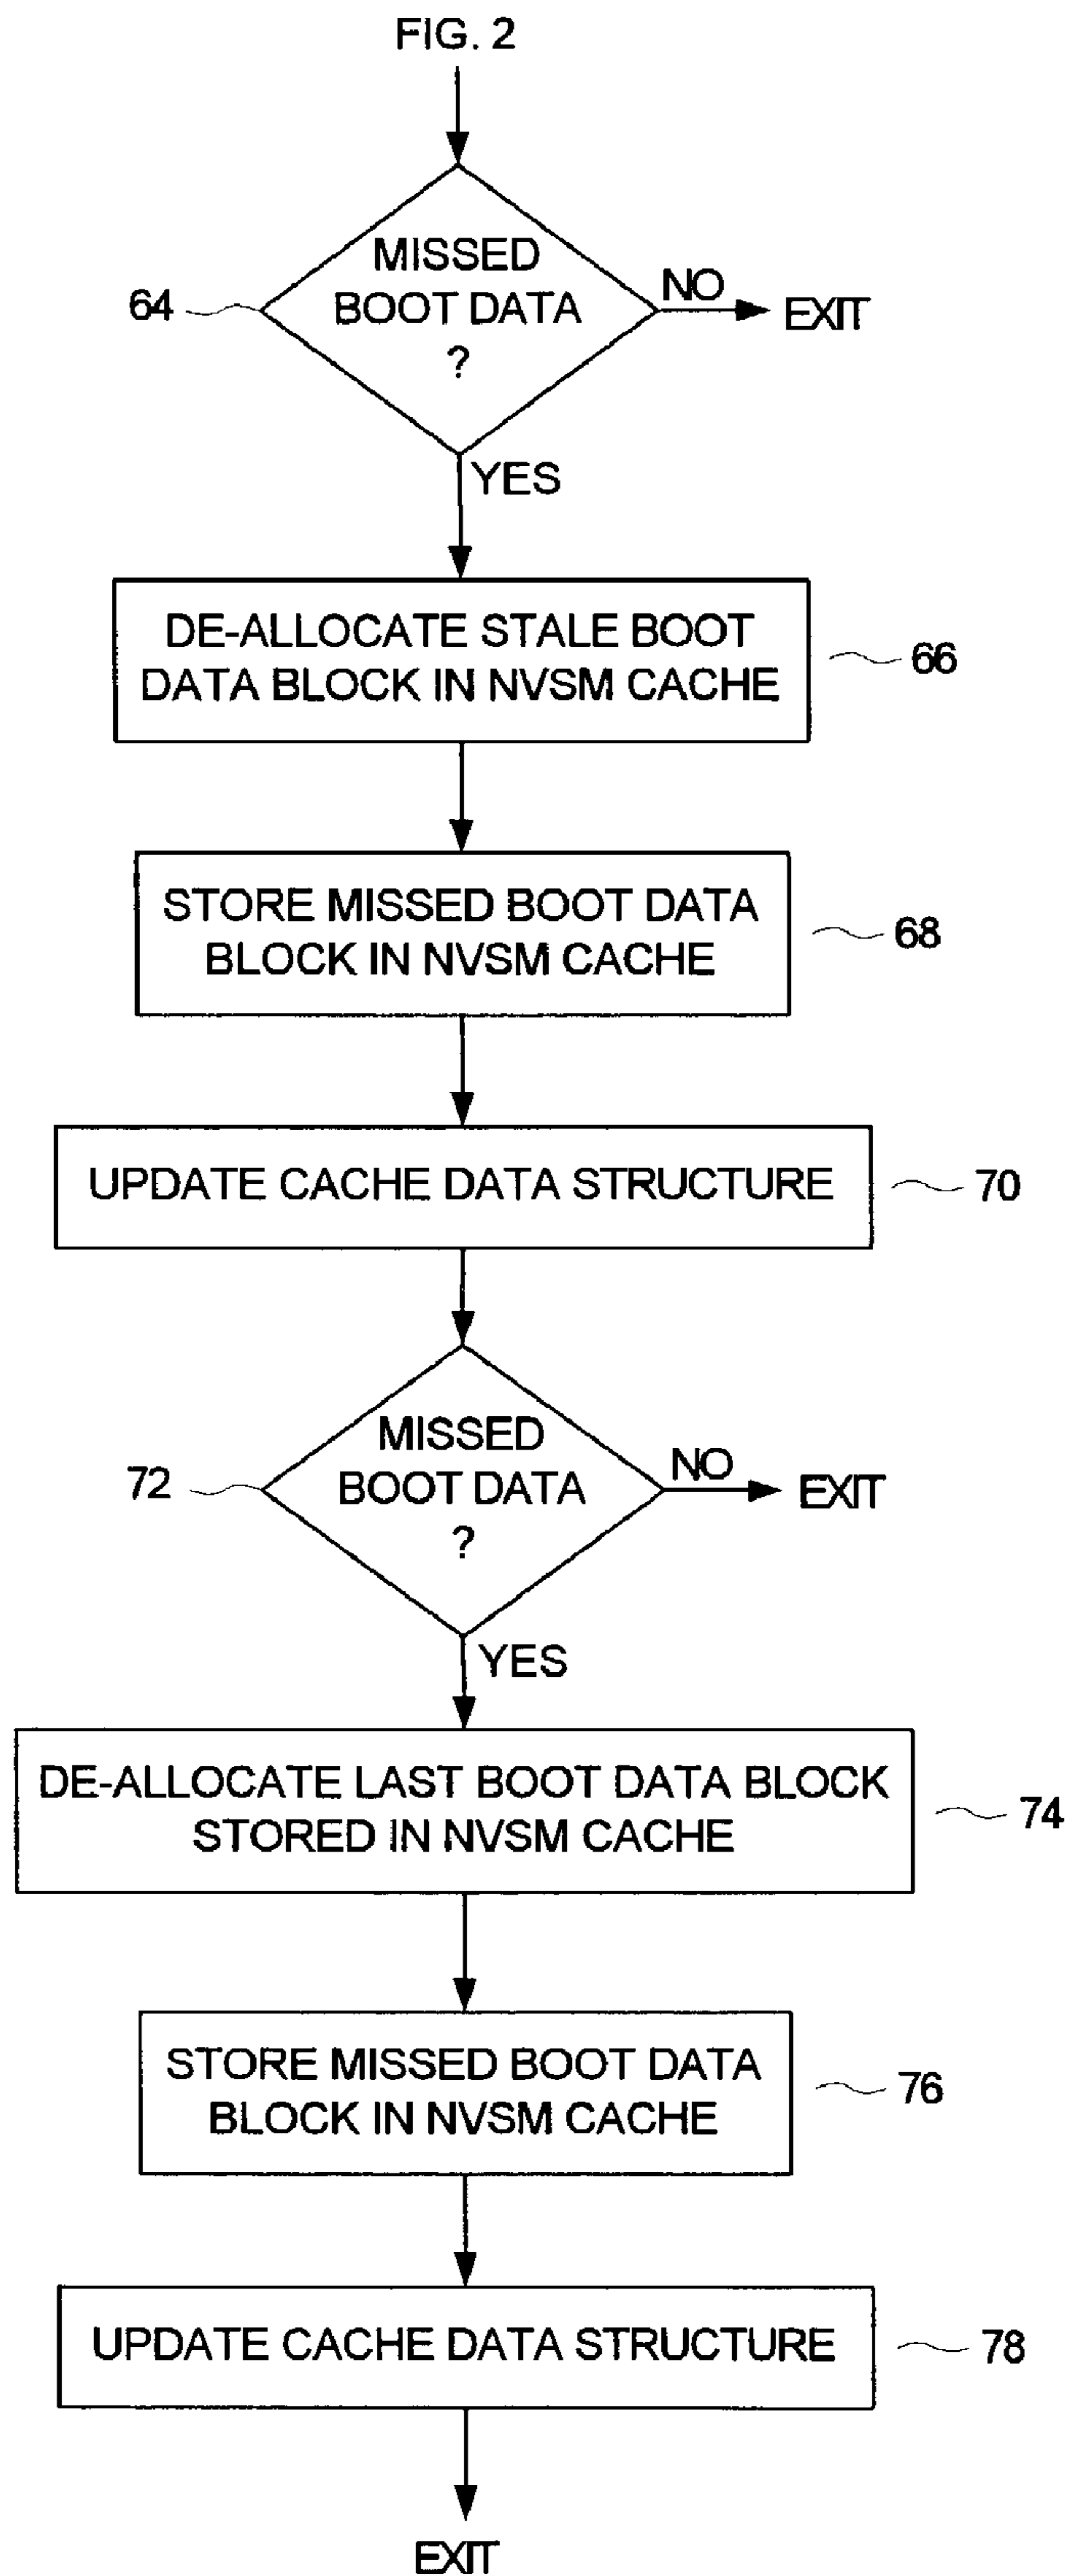 FIG. 2
MISSED
BOOT DATA
?
64
NO
EXIT
YES
DE-ALLOCATE STALE BOOT
DATA BLOCK IN NVSM CACHE
66
STORE MISSED BOOT DATA
BLOCK IN NVSM CACHE
68
UPDATE CACHE DATA STRUCTURE
70
MISSED
BOOT DATA
?
72
NO
EXIT
YES
DE-ALLOCATE LAST BOOT DATA BLOCK
STORED IN NVSM CACHE
74
STORE MISSED BOOT DATA
BLOCK IN NVSM CACHE
76
UPDATE CACHE DATA STRUCTURE
78
EXIT